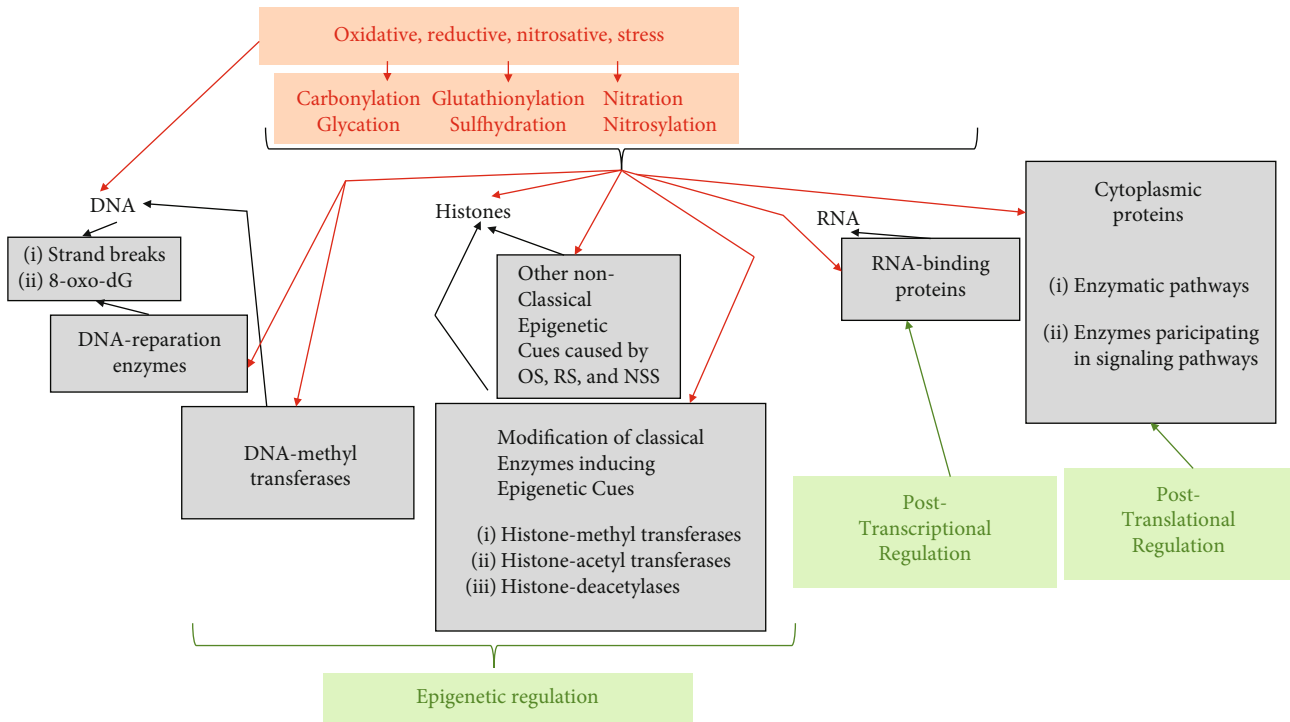 Oxidative, reductive, nitrosative, stress
Carbonylation
Glycation
Glutathionylation
Sulfhydration
Nitration
Nitrosylation
DNA
(i) Strand breaks
(ii) 8-oxo-dG
DNA-reparation
enzymes
DNA-methyl
transferases
Histones
Other non-
Classical
Epigenetic
Cues caused by
OS, RS, and NSS
Modification of classical
Enzymes inducing
Epigenetic Cues
(i) Histone-methyl transferases
(ii) Histone-acetyl transferases
(iii) Histone-deacetylases
RNA
RNA-binding
proteins
Cytoplasmic
proteins
(i) Enzymatic pathways
(ii) Enzymes paricipating
in signaling pathways
Post-
Transcriptional
Regulation
Post-
Translational
Regulation
Epigenetic regulation